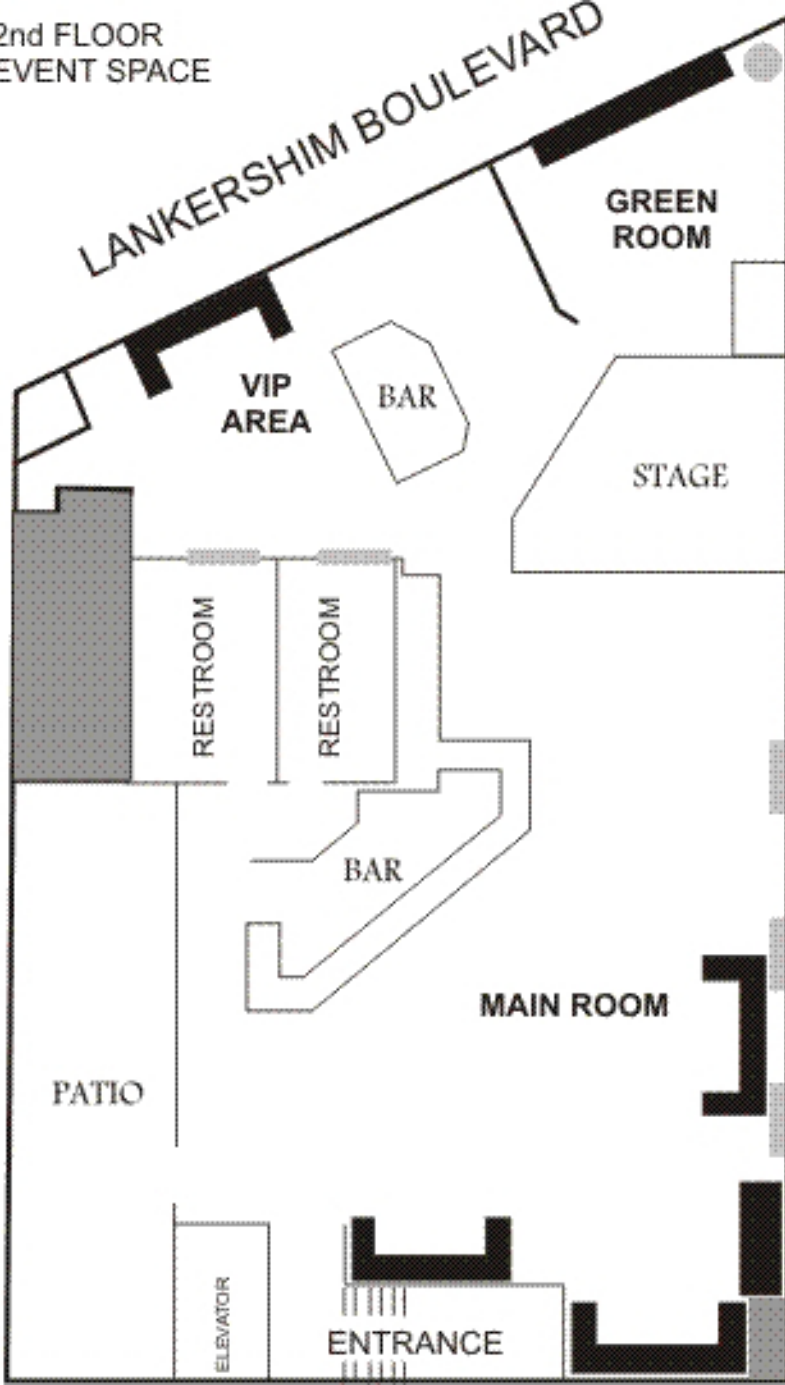 2nd FLOOR
EVENT SPACE
LANKERSHIM BOULEVARD
GREEN
ROOM
VIP
AREA
BAR
STAGE
RESTROOM
RESTROOM
BAR
MAIN ROOM
PATIO
ELEVATOR
ENTRANCE